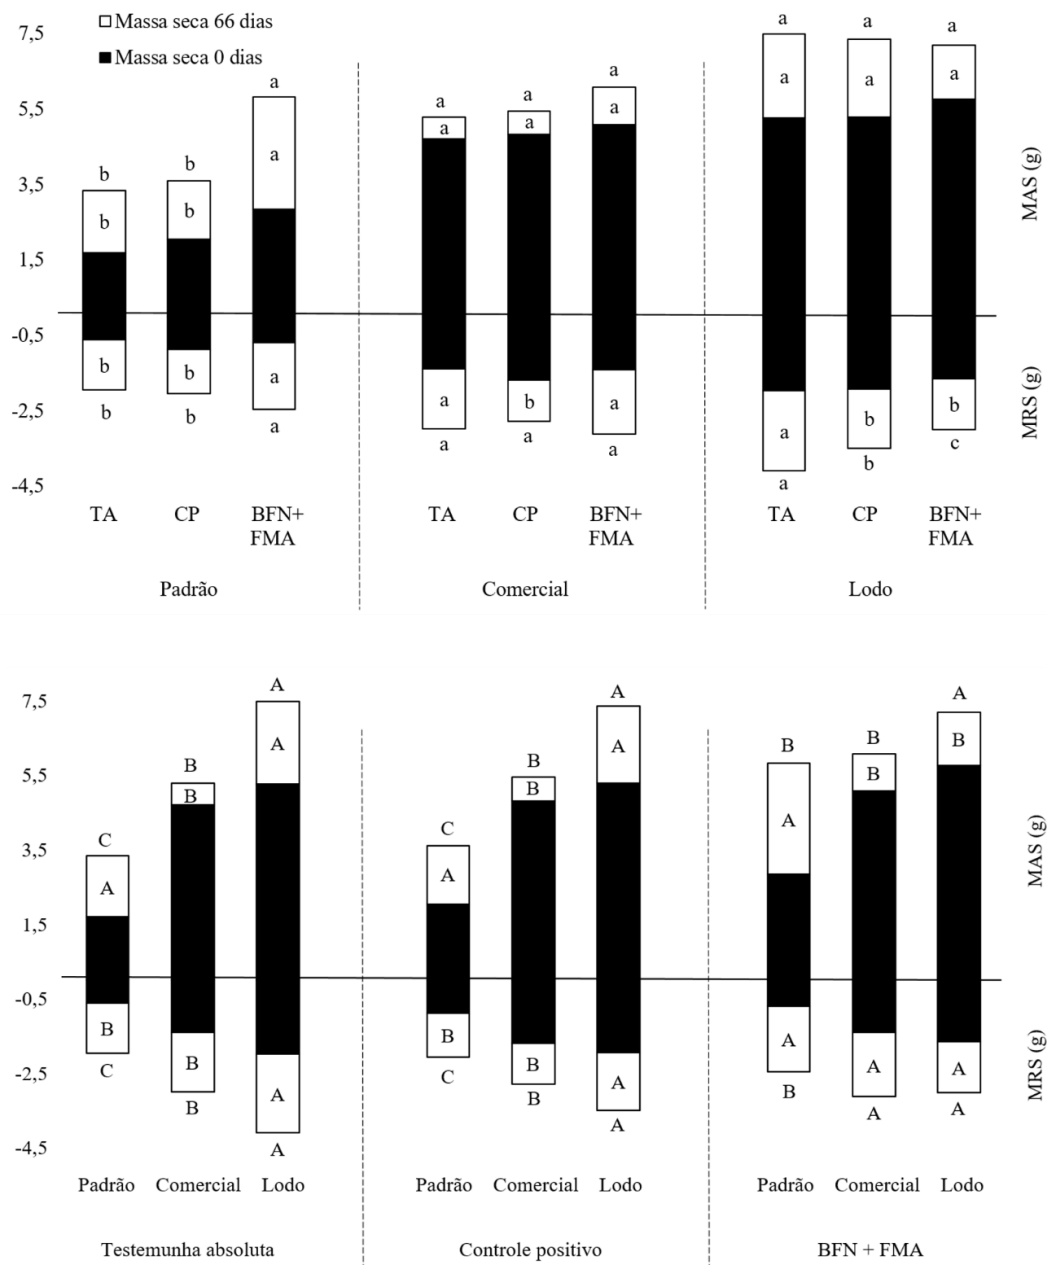 Massa seca 66 dias
Massa seca 0 dias
7,5
5,5
3,5
1,5
-0,5
-2,5
-4,5
b b a a a a a a a
b b a a a a a a a
b b a a b a a b b
b b a a a a a b c
MAS (g)
MRS (g)
TA CP BFN+ FMA TA CP BFN+ FMA TA CP BFN+ FMA
Padrão Comercial Lodo
7,5
5,5
3,5
1,5
-0,5
-2,5
-4,5
C B A C B A B B A
A B A A B A A B B
B B A B B A A A A
C B A C B A B A A
MAS (g)
MRS (g)
Padrão Comercial Lodo Padrão Comercial Lodo Padrão Comercial Lodo
Testemunha absoluta Controle positivo BFN + FMA